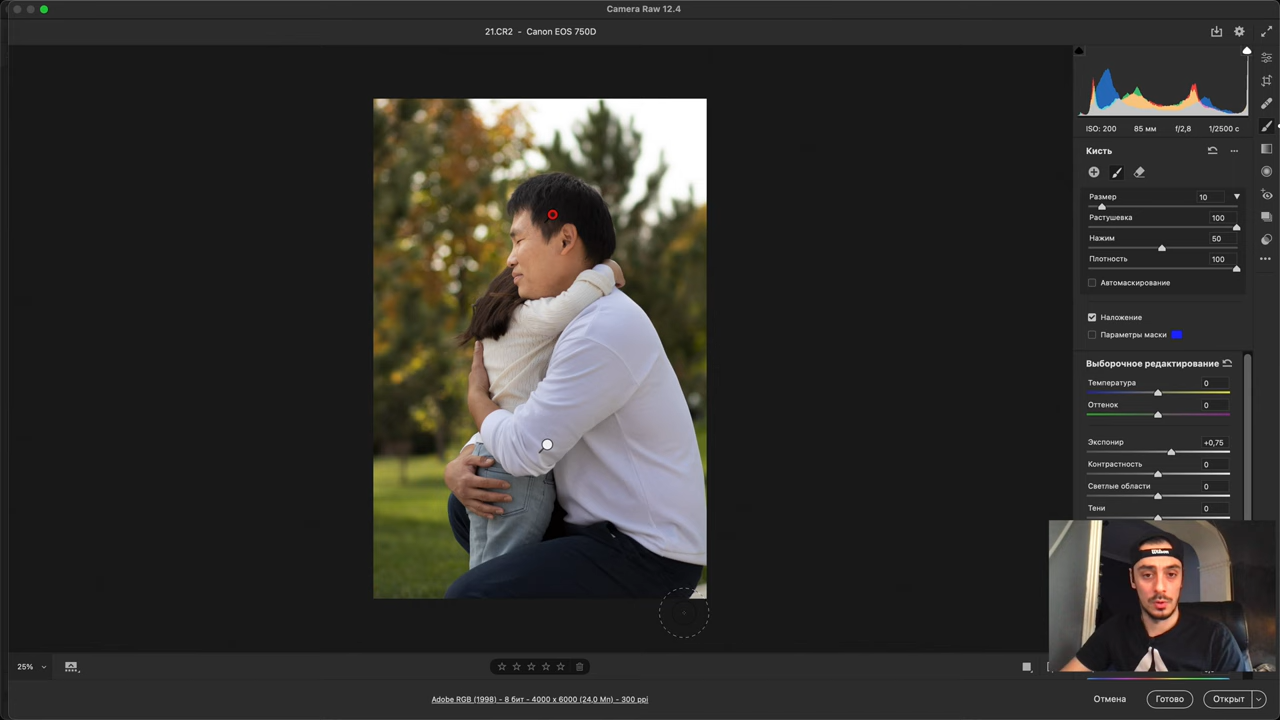 Camera Raw 12.4
21.CR2 - Canon EOS 750D
ISO: 200 85 мм f/2,8 1/2500 с
Кисть
Размер 10
Растушевка 100
Нажим 50
Плотность 100
Автомаскирование
Наложение
Параметры маски
Выборочное редактирование
Температура 0
Оттенок 0
Экспонир +0,75
Контрастность 0
Светлые области 0
Тени 0
Wilson
25%
Adobe RGB (1998) - 8 бит - 4000 x 6000 (24.0 Мп) - 300 ppi
Отмена
Готово
Открыт